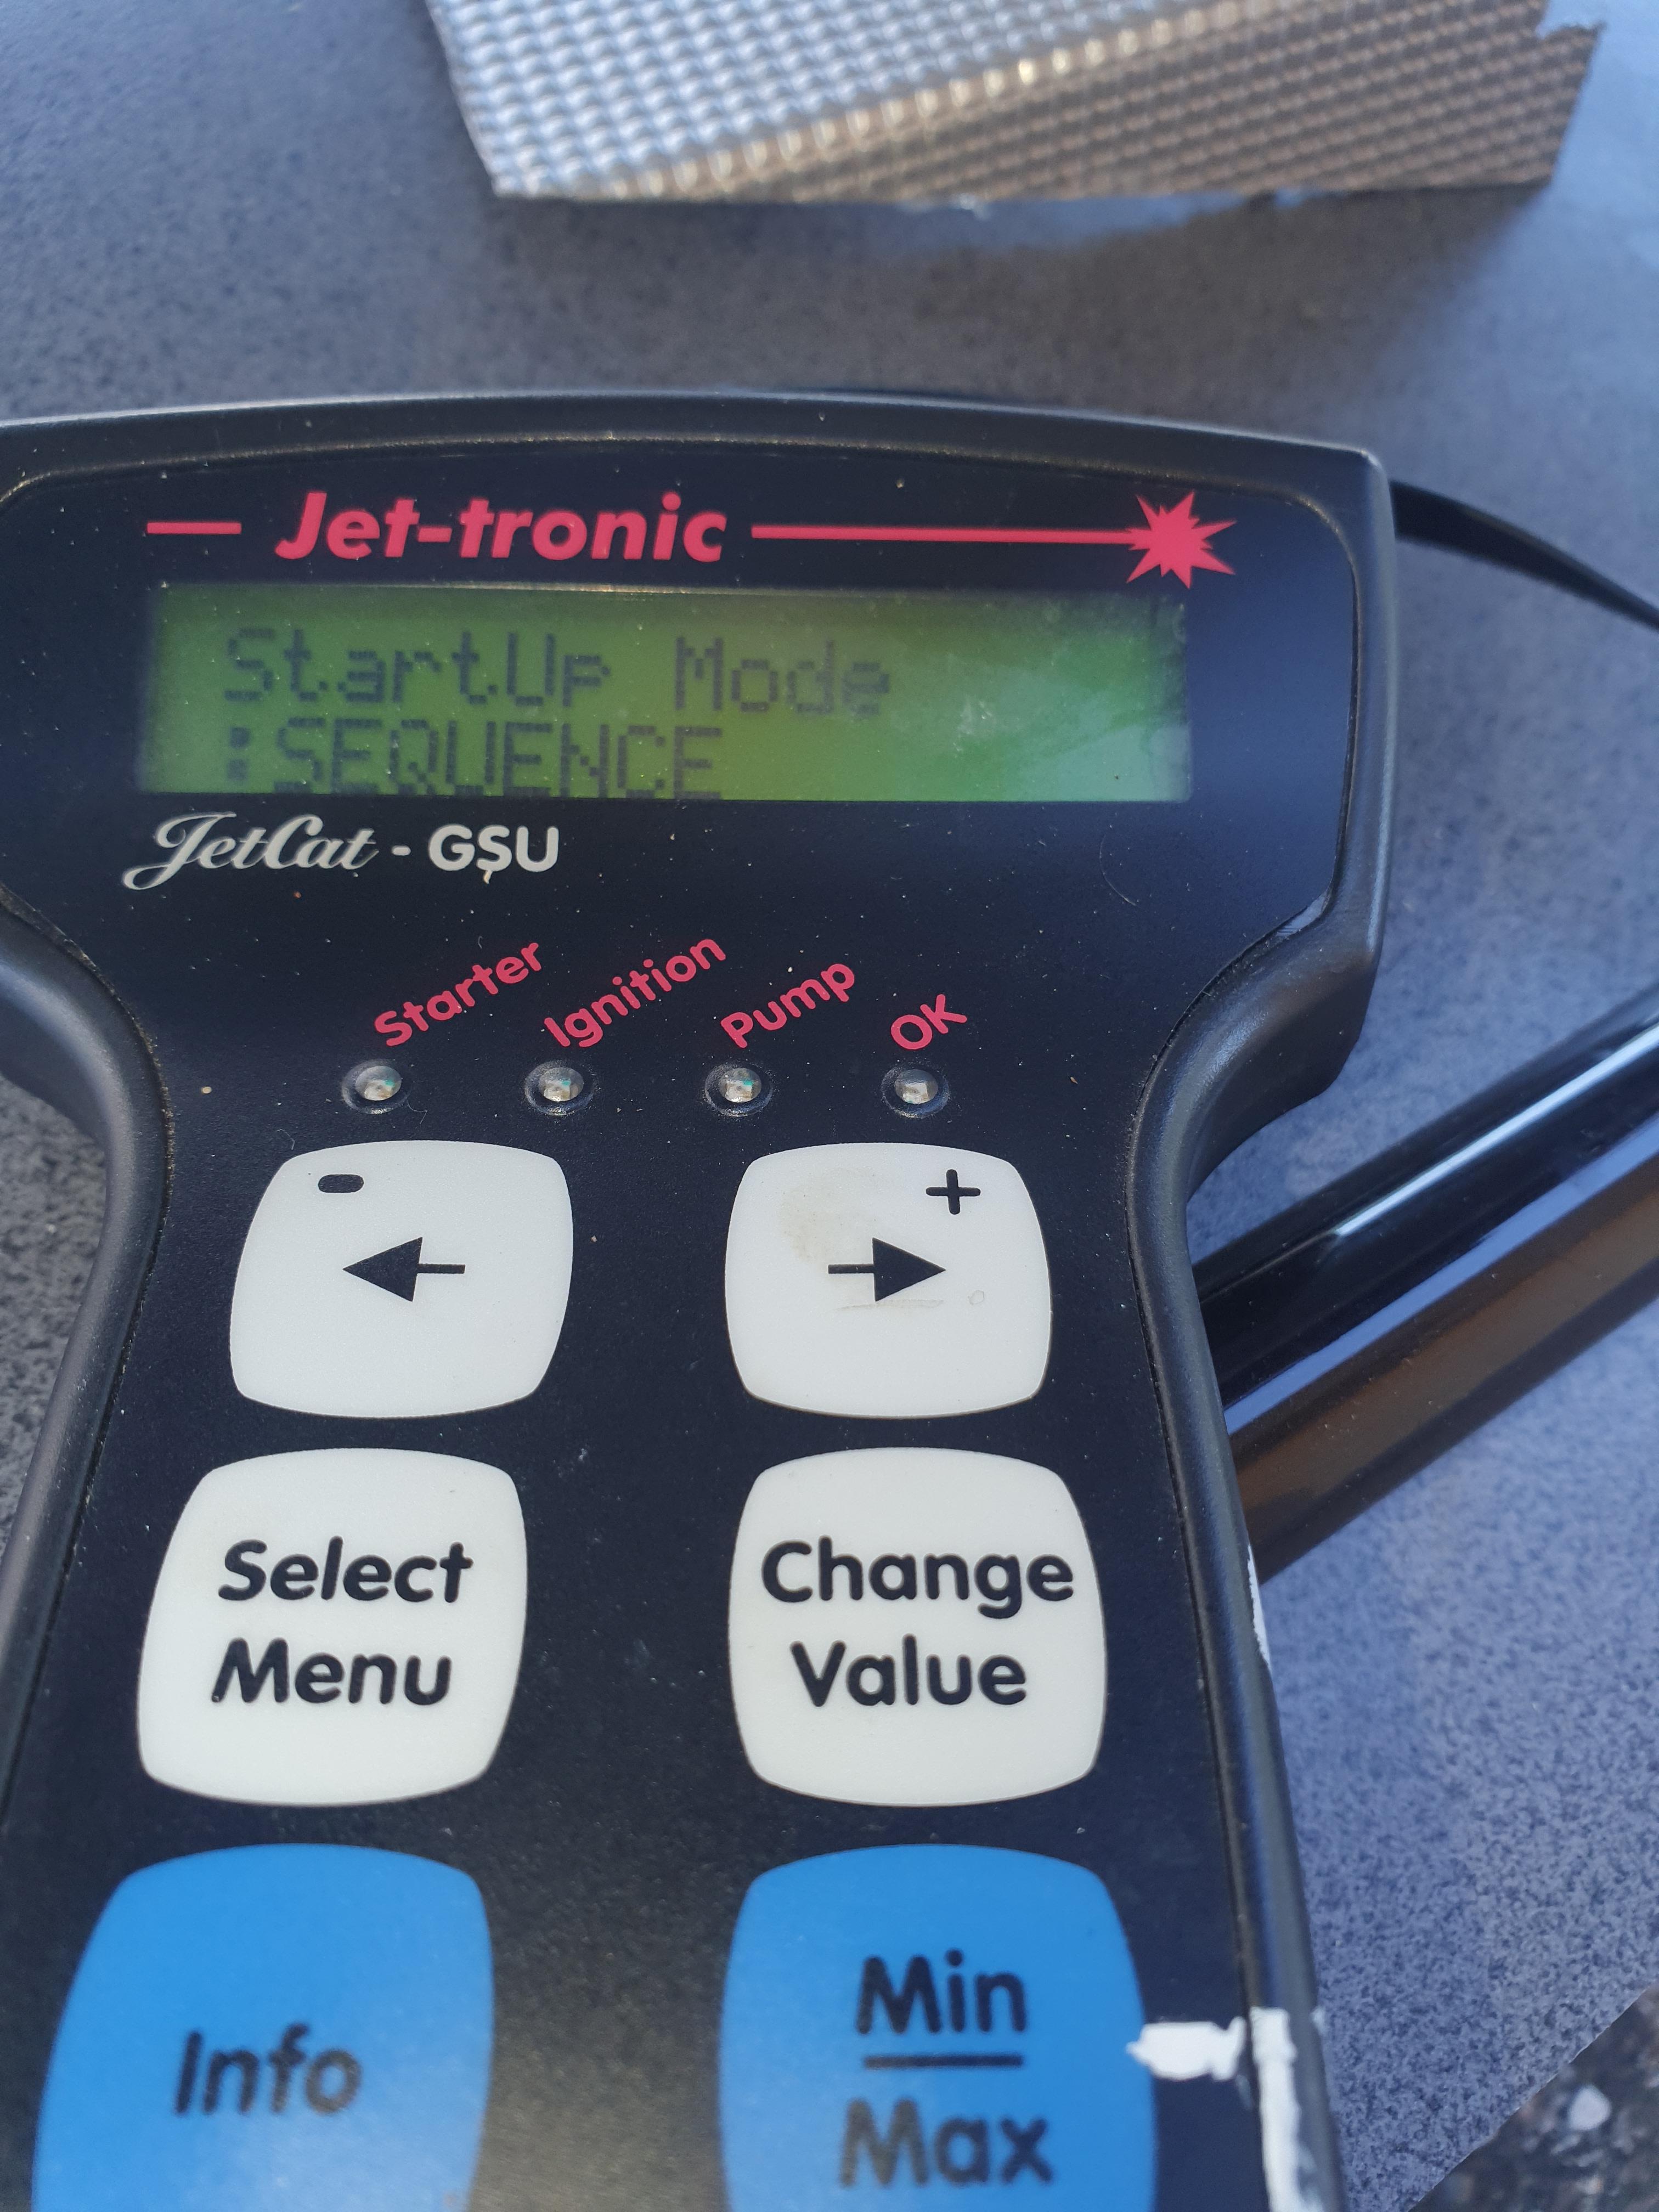 Jet-tronic
StartUp Mode
:SEQUENCE
JetCat - GSU
Starter
Ignition
Pump
OK
-
+
Select
Menu
Change
Value
Info
Min
Max